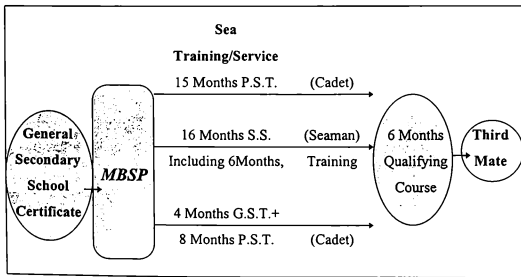 Sea
Training/Service
15 Months P.S.T. (Cadet)
General
Secondary
School
Certificate
MBSP
16 Months S.S. (Seaman)
Including 6Months, Training
6 Months
Qualifying
Course
Third
Mate
4 Months G.S.T.+
8 Months P.S.T. (Cadet)